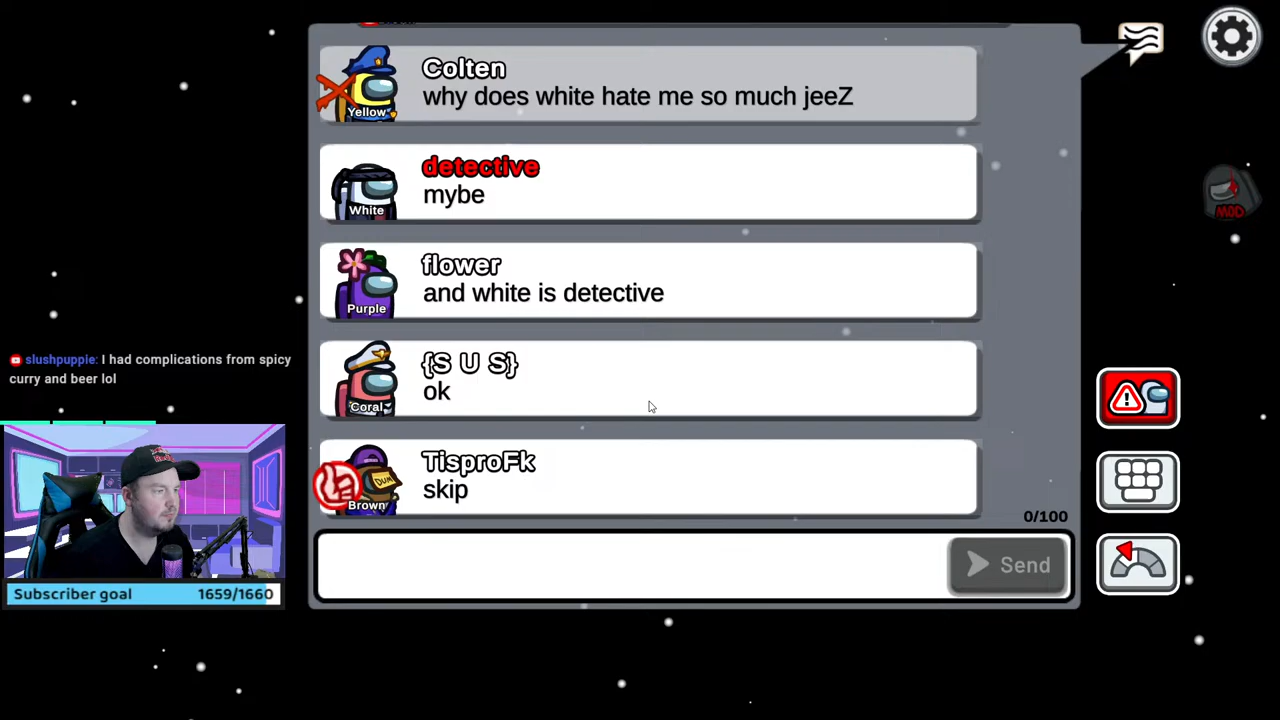 Colten
why does white hate me so much jeeZ
Yellow
detective
mybe
White
flower
and white is detective
Purple
{S U S}
ok
Coral
TisproFk
skip
DUM
Brown
0/100
Send
MOD
slushpuppie: I had complications from spicy
curry and beer lol
Subscriber goal 1659/1660